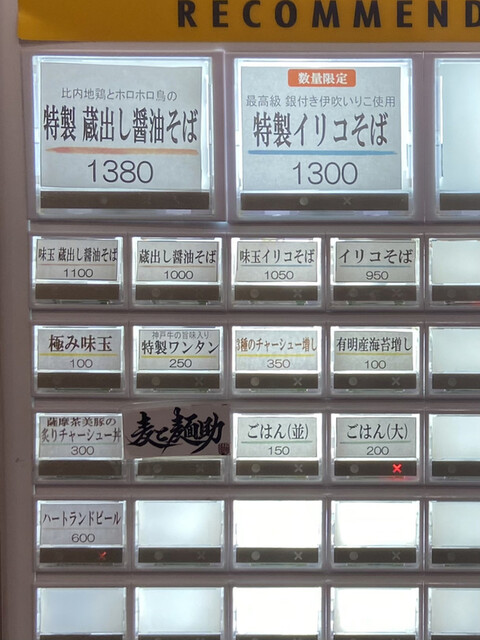 RECOMMEND
比内地鶏とホロホロ鳥の
特製 蔵出し醤油そば
1380
数量限定
最高級 銀付き伊吹いりこ使用
特製イリコそば
1300
味玉 蔵出し醤油そば
1100
蔵出し醤油そば
1000
味玉イリコそば
1050
イリコそば
950
極み味玉
100
神戸牛の旨味入り
特製ワンタン
250
3種のチャーシュー増し
350
有明産海苔増し
100
薩摩茶美豚の
炙りチャーシュー丼
300
麦と麺助
ごはん(並)
150
ごはん(大)
200
ハートランドビール
600